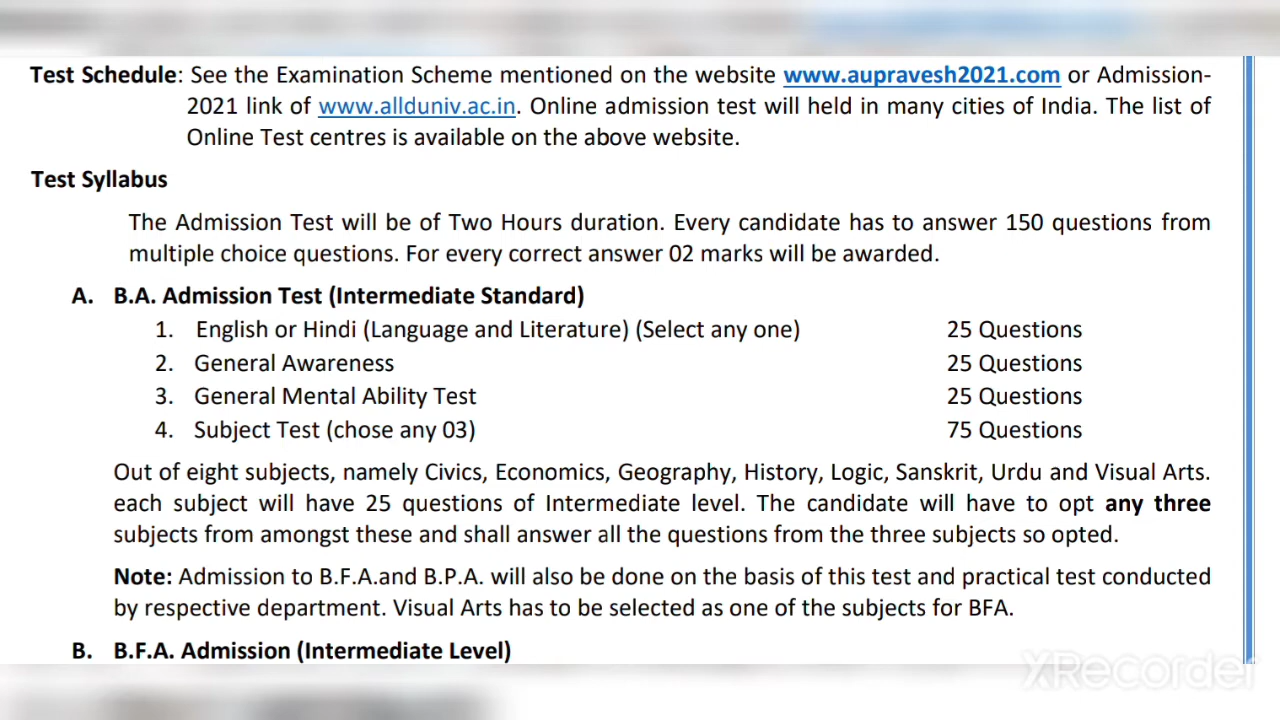 Test Schedule: See the Examination Scheme mentioned on the website www.aupravesh2021.com or Admission-
2021 link of www.allduniv.ac.in. Online admission test will held in many cities of India. The list of
Online Test centres is available on the above website.
Test Syllabus
The Admission Test will be of Two Hours duration. Every candidate has to answer 150 questions from
multiple choice questions. For every correct answer 02 marks will be awarded.
A. B.A. Admission Test (Intermediate Standard)
1. English or Hindi (Language and Literature) (Select any one) 25 Questions
2. General Awareness 25 Questions
3. General Mental Ability Test 25 Questions
4. Subject Test (chose any 03) 75 Questions
Out of eight subjects, namely Civics, Economics, Geography, History, Logic, Sanskrit, Urdu and Visual Arts.
each subject will have 25 questions of Intermediate level. The candidate will have to opt any three
subjects from amongst these and shall answer all the questions from the three subjects so opted.
Note: Admission to B.F.A.and B.P.A. will also be done on the basis of this test and practical test conducted
by respective department. Visual Arts has to be selected as one of the subjects for BFA.
B. B.F.A. Admission (Intermediate Level)
XRecorder